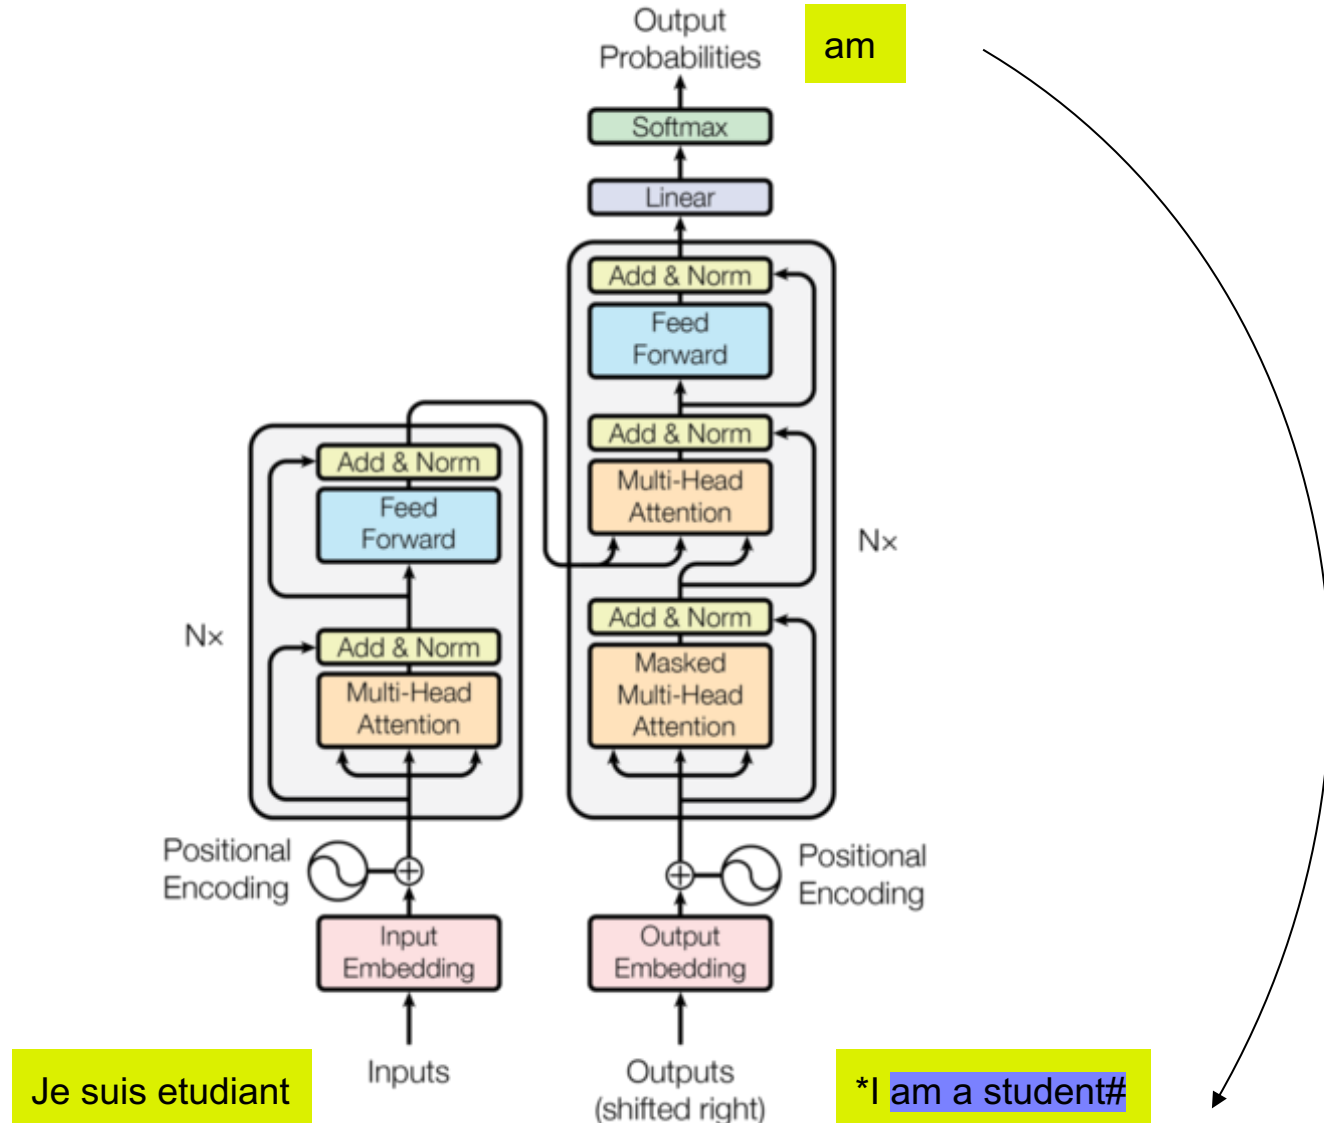 Output
Probabilities
am
Softmax
Linear
Add & Norm
Feed
Forward
Add & Norm
Multi-Head
Attention
N×
Add & Norm
Masked
Multi-Head
Attention
Positional
Encoding
Output
Embedding
Outputs
(shifted right)
*I am a student#
Add & Norm
Feed
Forward
N×
Add & Norm
Multi-Head
Attention
Positional
Encoding
Input
Embedding
Inputs
Je suis etudiant